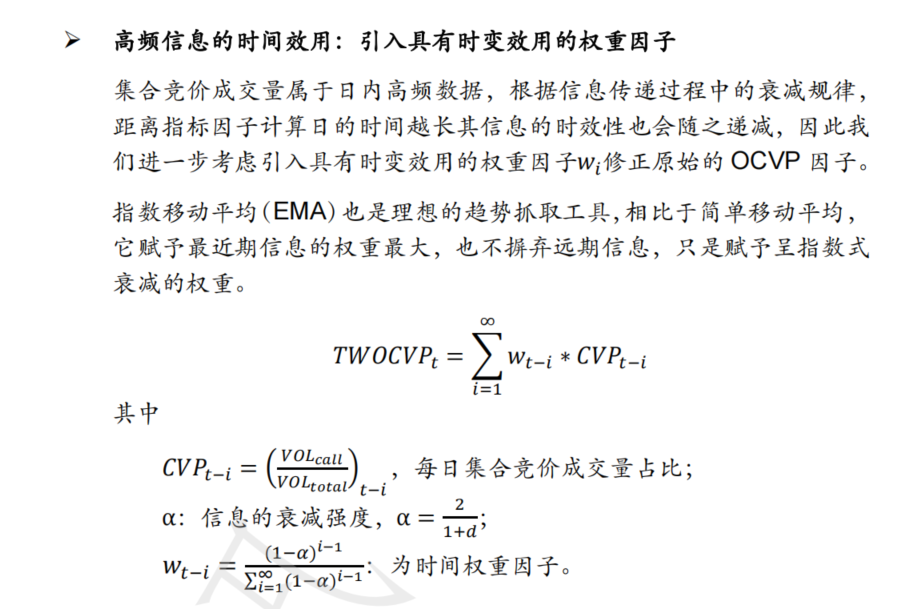 ➢ 高频信息的时间效用：引入具有时变效用的权重因子
集合竞价成交量属于日内高频数据，根据信息传递过程中的衰减规律，
距离指标因子计算日的时间越长其信息的时效性也会随之递减，因此我
们进一步考虑引入具有时变效用的权重因子w_i修正原始的 OCVP 因子。
指数移动平均(EMA)也是理想的趋势抓取工具,相比于简单移动平均，
它赋予最近期信息的权重最大，也不摒弃远期信息，只是赋予呈指数式
衰减的权重。
TWOCVP_t = \sum_{i=1}^{∞} w_{t−i} * CVP_{t−i}
其中
CVP_{t−i} = (VOL_{call}/VOL_{total})_{t−i}，每日集合竞价成交量占比；
α：信息的衰减强度，α = 2/(1+d)；
w_{t−i} = (1−α)^{i−1}/\sum_{i=1}^{∞}(1−α)^{i−1}：为时间权重因子。